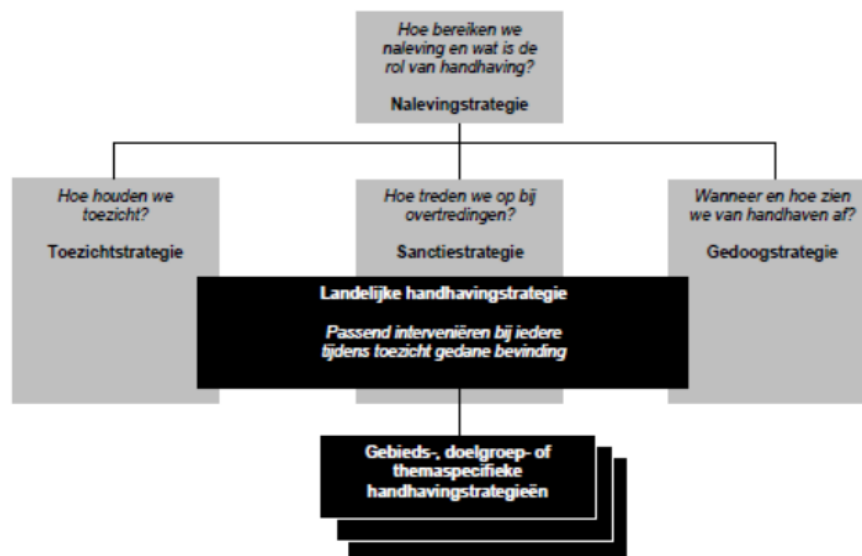 Hoe bereiken we
naleving en wat is de
rol van handhaving?
Nalevingstrategie
Hoe houden we
toezicht?
Toezichtstrategie
Hoe treden we op bij
overtredingen?
Sanctiestrategie
Wanneer en hoe zien
we van handhaven af?
Gedoogstrategie
Landelijke handhavingstrategie
Passend interveniëren bij iedere
tijdens toezicht gedane bevinding
Gebieds-, doelgroep- of
themaspecifieke
handhavingstrategieën